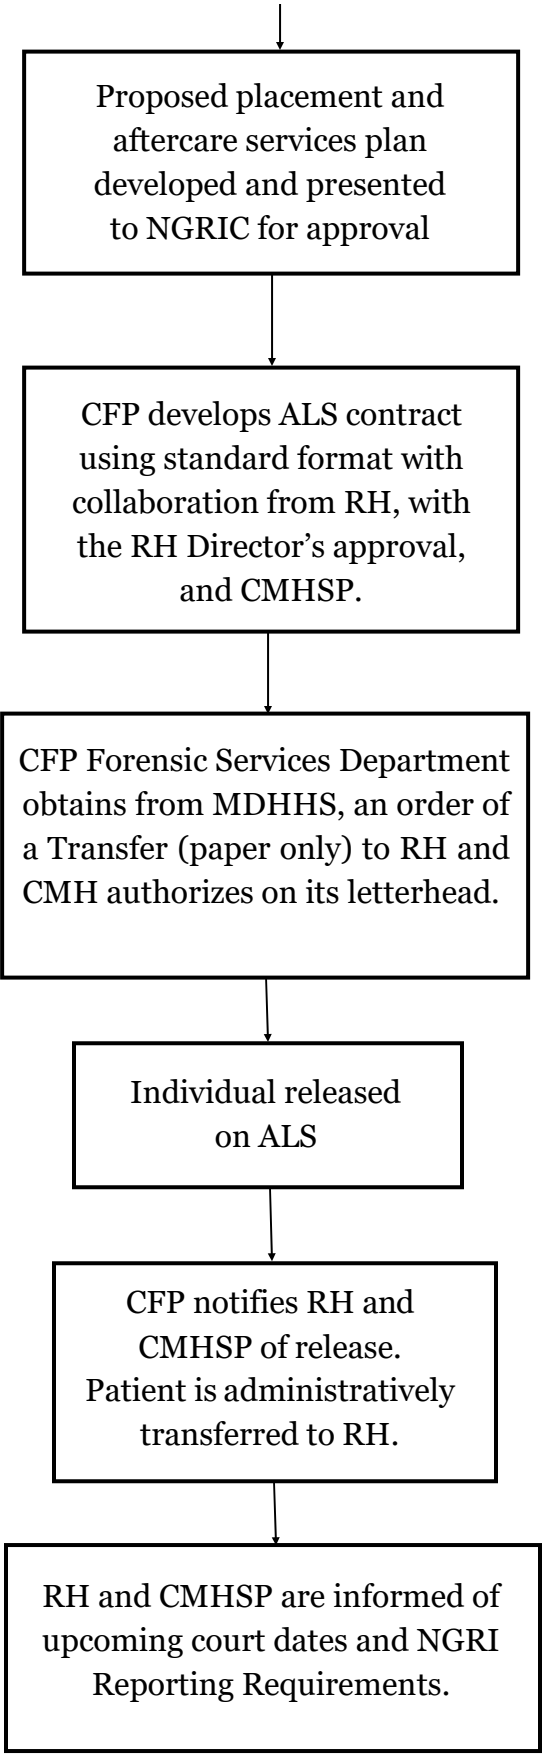 Proposed placement and
aftercare services plan
developed and presented
to NGRIC for approval
CFP develops ALS contract
using standard format with
collaboration from RH, with
the RH Director’s approval,
and CMHSP.
CFP Forensic Services Department
obtains from MDHHS, an order of
a Transfer (paper only) to RH and
CMH authorizes on its letterhead.
Individual released
on ALS
CFP notifies RH and
CMHSP of release.
Patient is administratively
transferred to RH.
RH and CMHSP are informed of
upcoming court dates and NGRI
Reporting Requirements.